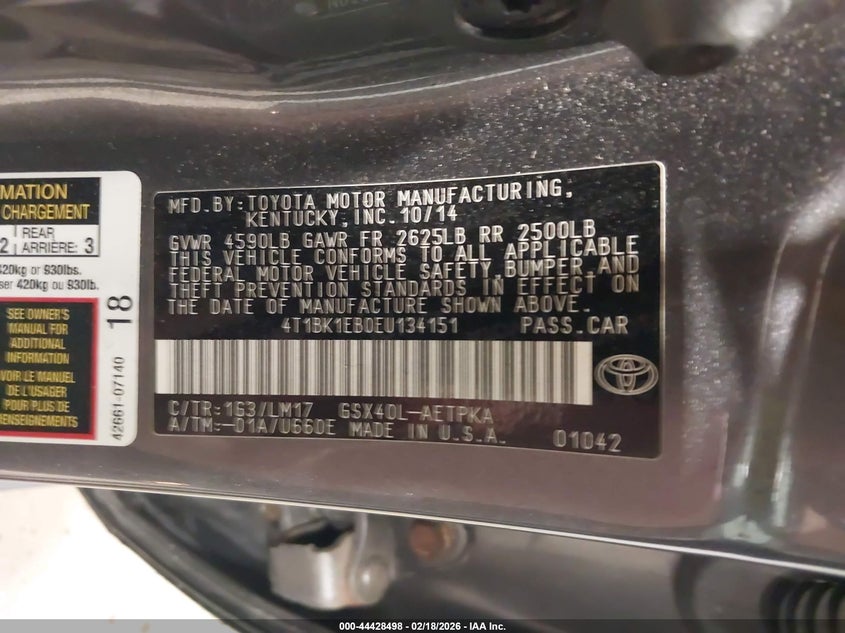 MATION
CHARGEMENT
2
REAR
ARRIÈRE: 3
420kg or 930lbs.
ser 420kg ou 930lb.
SEE OWNER'S
MANUAL FOR
ADDITIONAL
INFORMATION
VOIR LE MANUEL
DE L'USAGER
POUR PLUS DE
RENSEIGNEMENTS
18
42661-07140
MFD. BY: TOYOTA MOTOR MANUFACTURING,
KENTUCKY, INC. 10/14
GVWR 4590LB GAWR FR 2625LB RR 2500LB
THIS VEHICLE CONFORMS TO ALL APPLICABLE
FEDERAL MOTOR VEHICLE SAFETY, BUMPER, AND
THEFT PREVENTION STANDARDS IN EFFECT ON
THE DATE OF MANUFACTURE SHOWN ABOVE.
4T1BK1EB0EU134151 PASS.CAR
C/TR: 1G3/LM17 GSX40L-AETPKA
A/TM: -01A/U660E MADE IN U.S.A. 01042
000-44428498 - 02/18/2026 - IAA Inc.